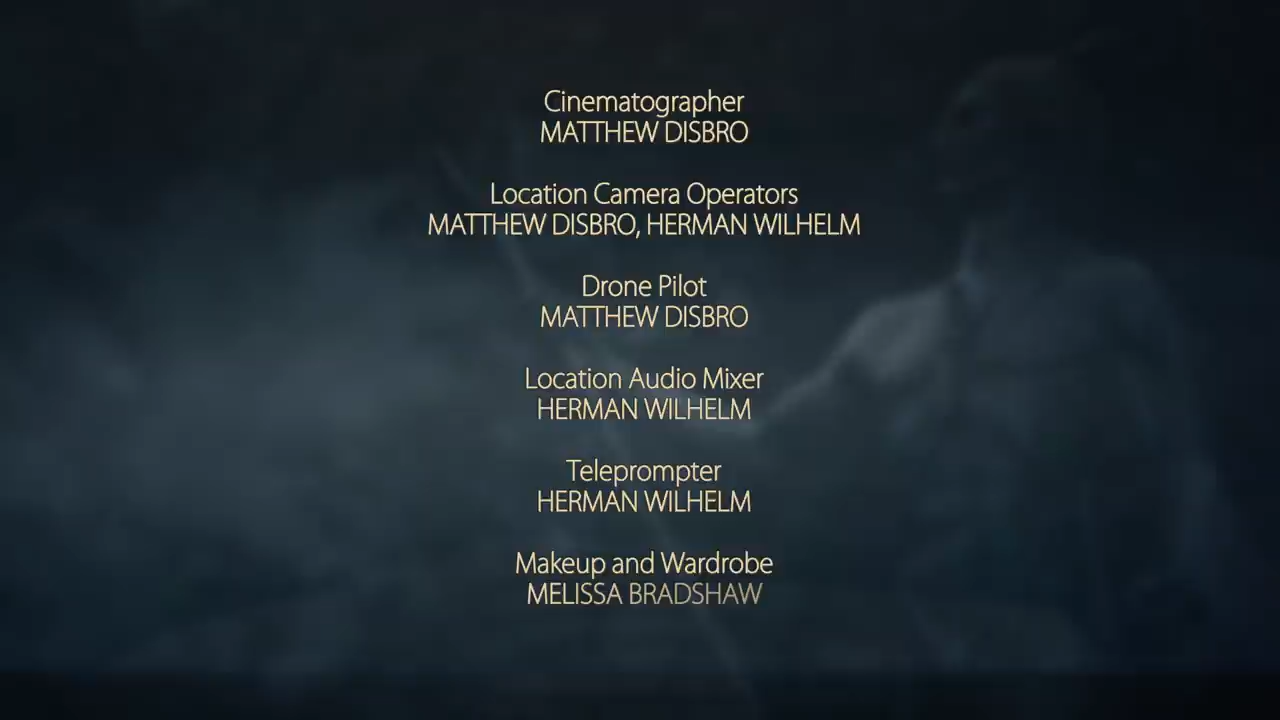 Cinematographer
MATTHEW DISBRO
Location Camera Operators
MATTHEW DISBRO, HERMAN WILHELM
Drone Pilot
MATTHEW DISBRO
Location Audio Mixer
HERMAN WILHELM
Teleprompter
HERMAN WILHELM
Makeup and Wardrobe
MELISSA BRADSHAW